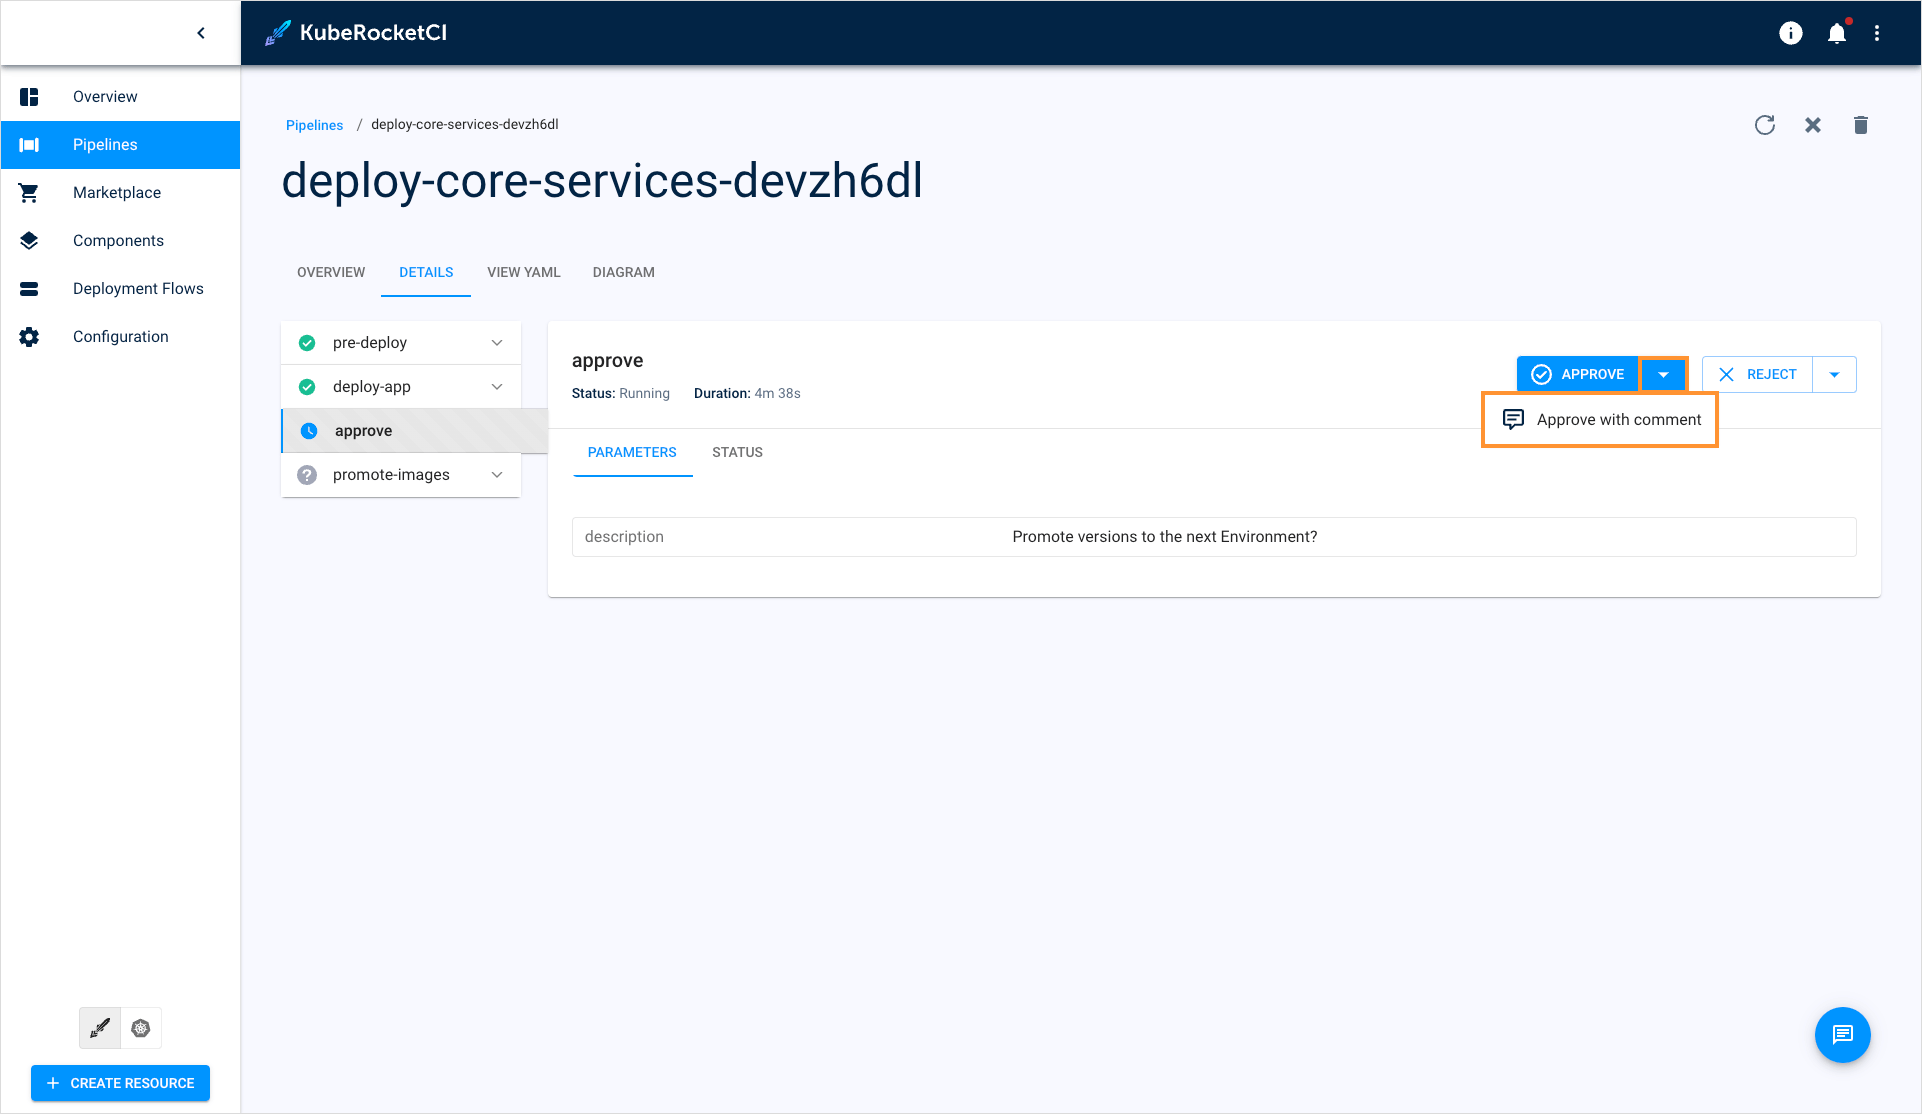 KubeRocketCI
Overview
Pipelines
Marketplace
Components
Deployment Flows
Configuration
CREATE RESOURCE
Pipelines / deploy-core-services-devzh6dl
deploy-core-services-devzh6dl
OVERVIEW DETAILS VIEW YAML DIAGRAM
pre-deploy
deploy-app
approve
promote-images
approve
Status: Running Duration: 4m 38s
APPROVE REJECT
Approve with comment
PARAMETERS STATUS
description Promote versions to the next Environment?